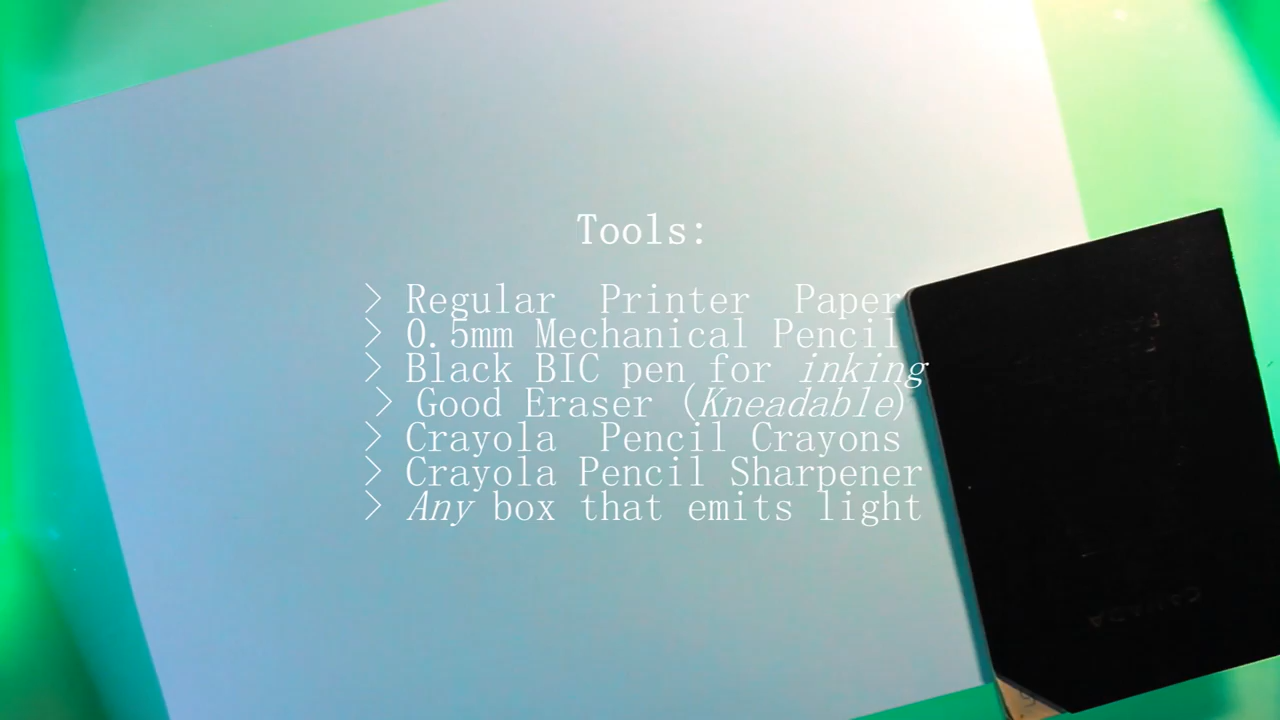 Tools:
> Regular Printer Paper
> 0.5mm Mechanical Pencil
> Black BIC pen for inking
> Good Eraser (Kneadable)
> Crayola Pencil Crayons
> Crayola Pencil Sharpener
> Any box that emits light
CANADA